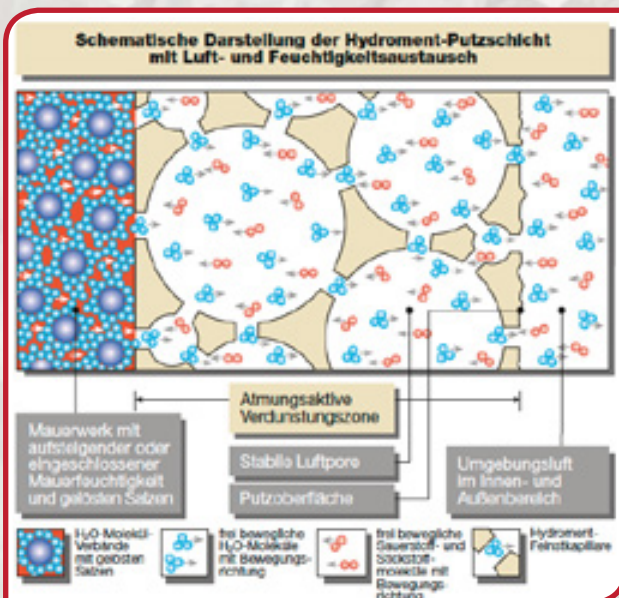 Schematische Darstellung der Hydroment-Putzschicht
mit Luft- und Feuchtigkeitsaustausch
Atmungsaktive
Verdunstungszone
Mauerwerk mit
aufsteigender oder
eingeschlossener
Mauerfeuchtigkeit
und gelösten Salzen
Stabile Luftpore
Putzoberfläche
Umgebungsluft
im Innen- und
Außenbereich
H₂O-Molekül-
Verbände
mit gelösten
Salzen
frei bewegliche
H₂O-Moleküle
mit Bewegungs-
richtung
frei bewegliche
Sauerstoff- und
Stickstoff-
moleküle mit
Bewegungs-
richtung
Hydroment-
Feinstkapillare